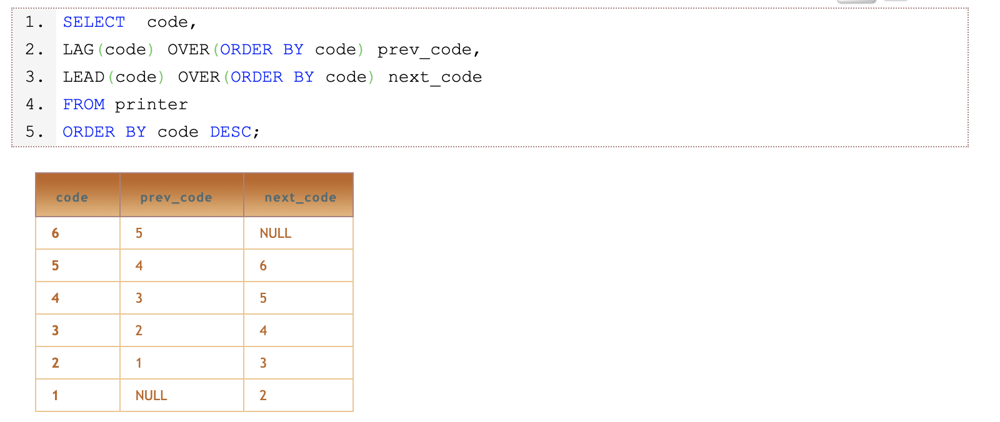 1. SELECT  code,
2. LAG(code) OVER(ORDER BY code) prev_code,
3. LEAD(code) OVER(ORDER BY code) next_code
4. FROM printer
5. ORDER BY code DESC;
code prev_code next_code
6 5 NULL
5 4 6
4 3 5
3 2 4
2 1 3
1 NULL 2